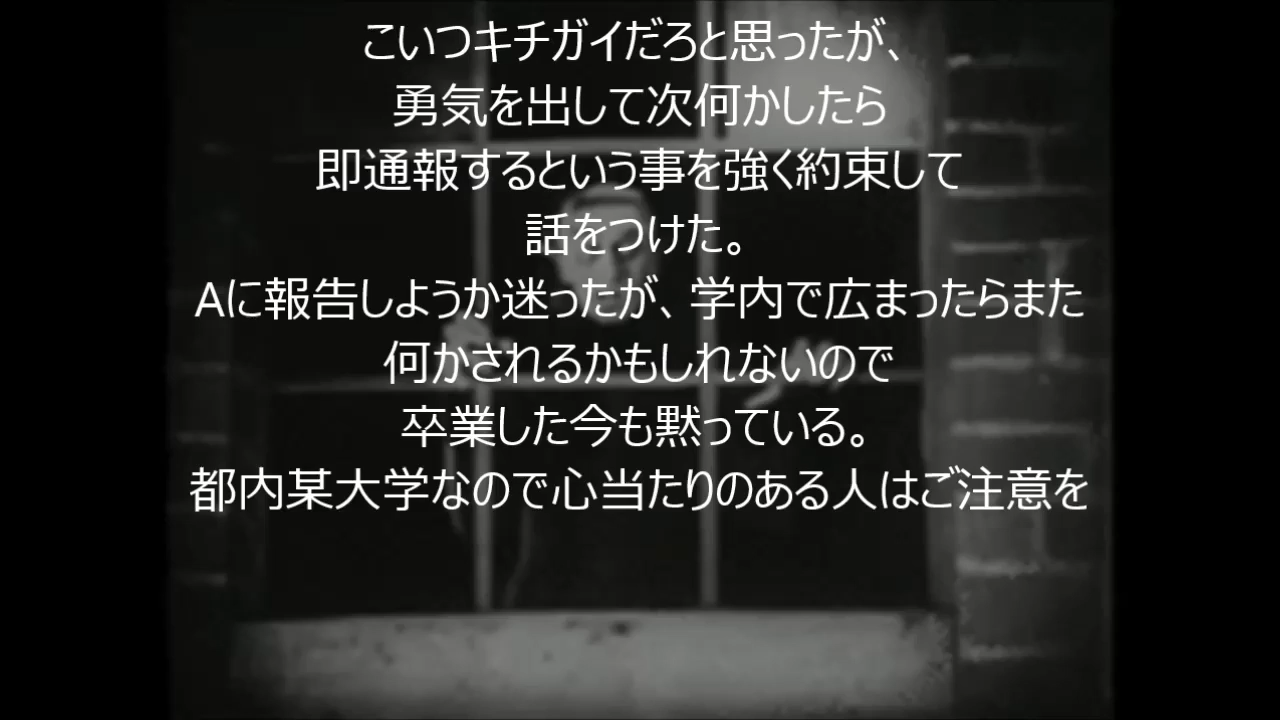 こいつキチガイだろと思ったが、
勇気を出して次何かしたら
即通報するという事を強く約束して
話をつけた。
Aに報告しようか迷ったが、学内で広まったらまた
何かされるかもしれないので
卒業した今も黙っている。
都内某大学なので心当たりのある人はご注意を